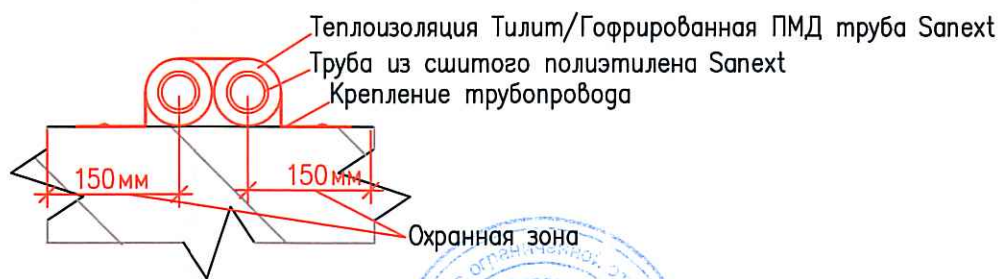 Теплоизоляция Тилит/Гофрированная ПМД труба Sanext
Труба из сшитого полиэтилена Sanext
Крепление трубопровода
150мм
150мм
Охранная зона